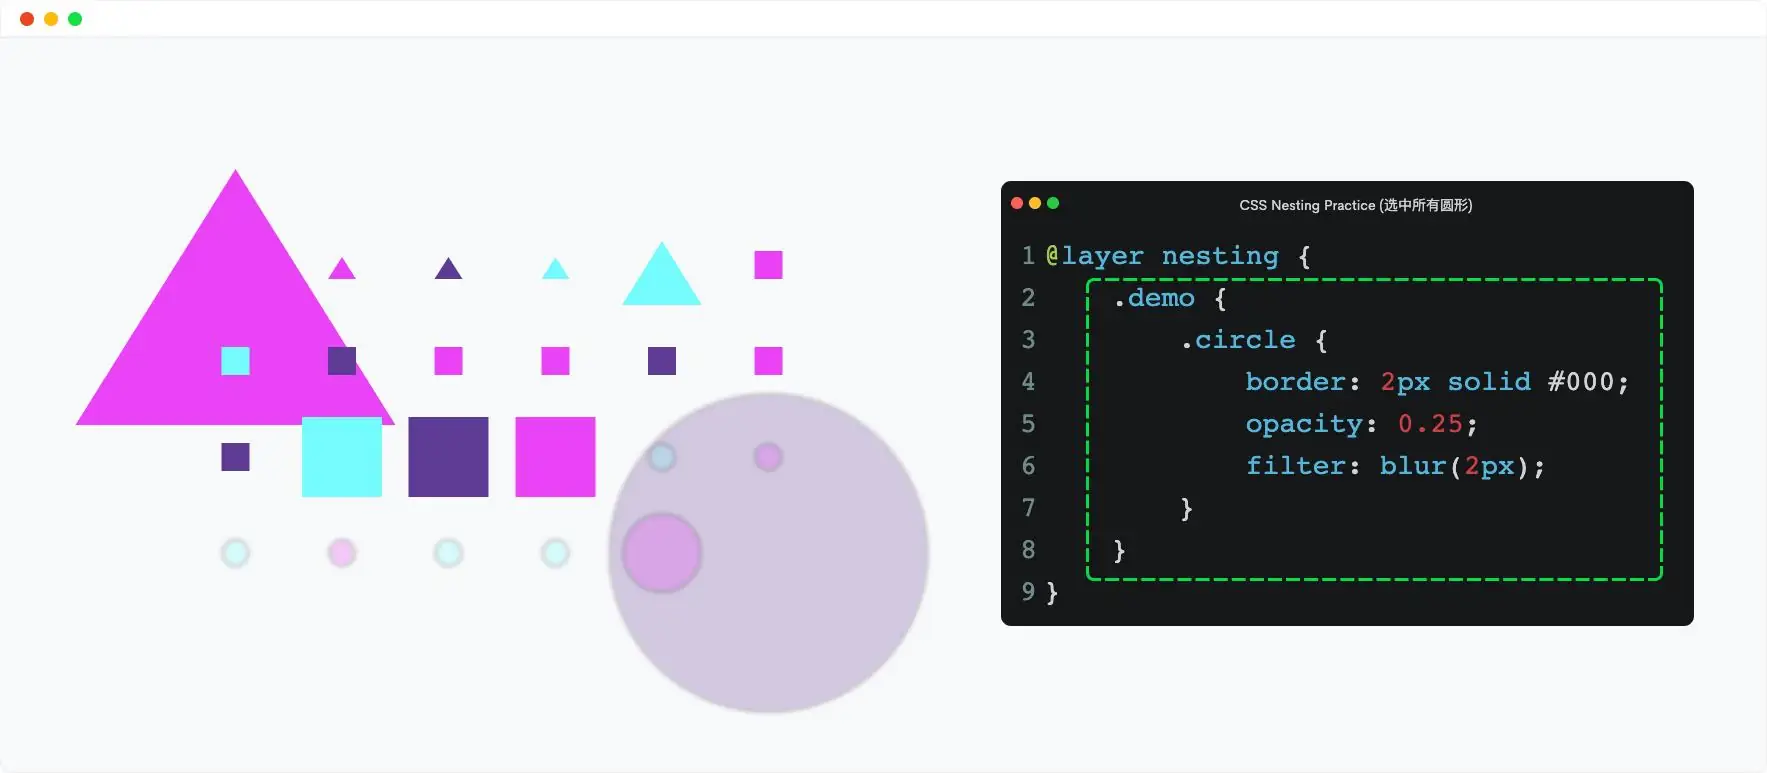 CSS Nesting Practice (选中所有圆形)
1 @layer nesting {
2 .demo {
3 .circle {
4 border: 2px solid #000;
5 opacity: 0.25;
6 filter: blur(2px);
7 }
8 }
9 }